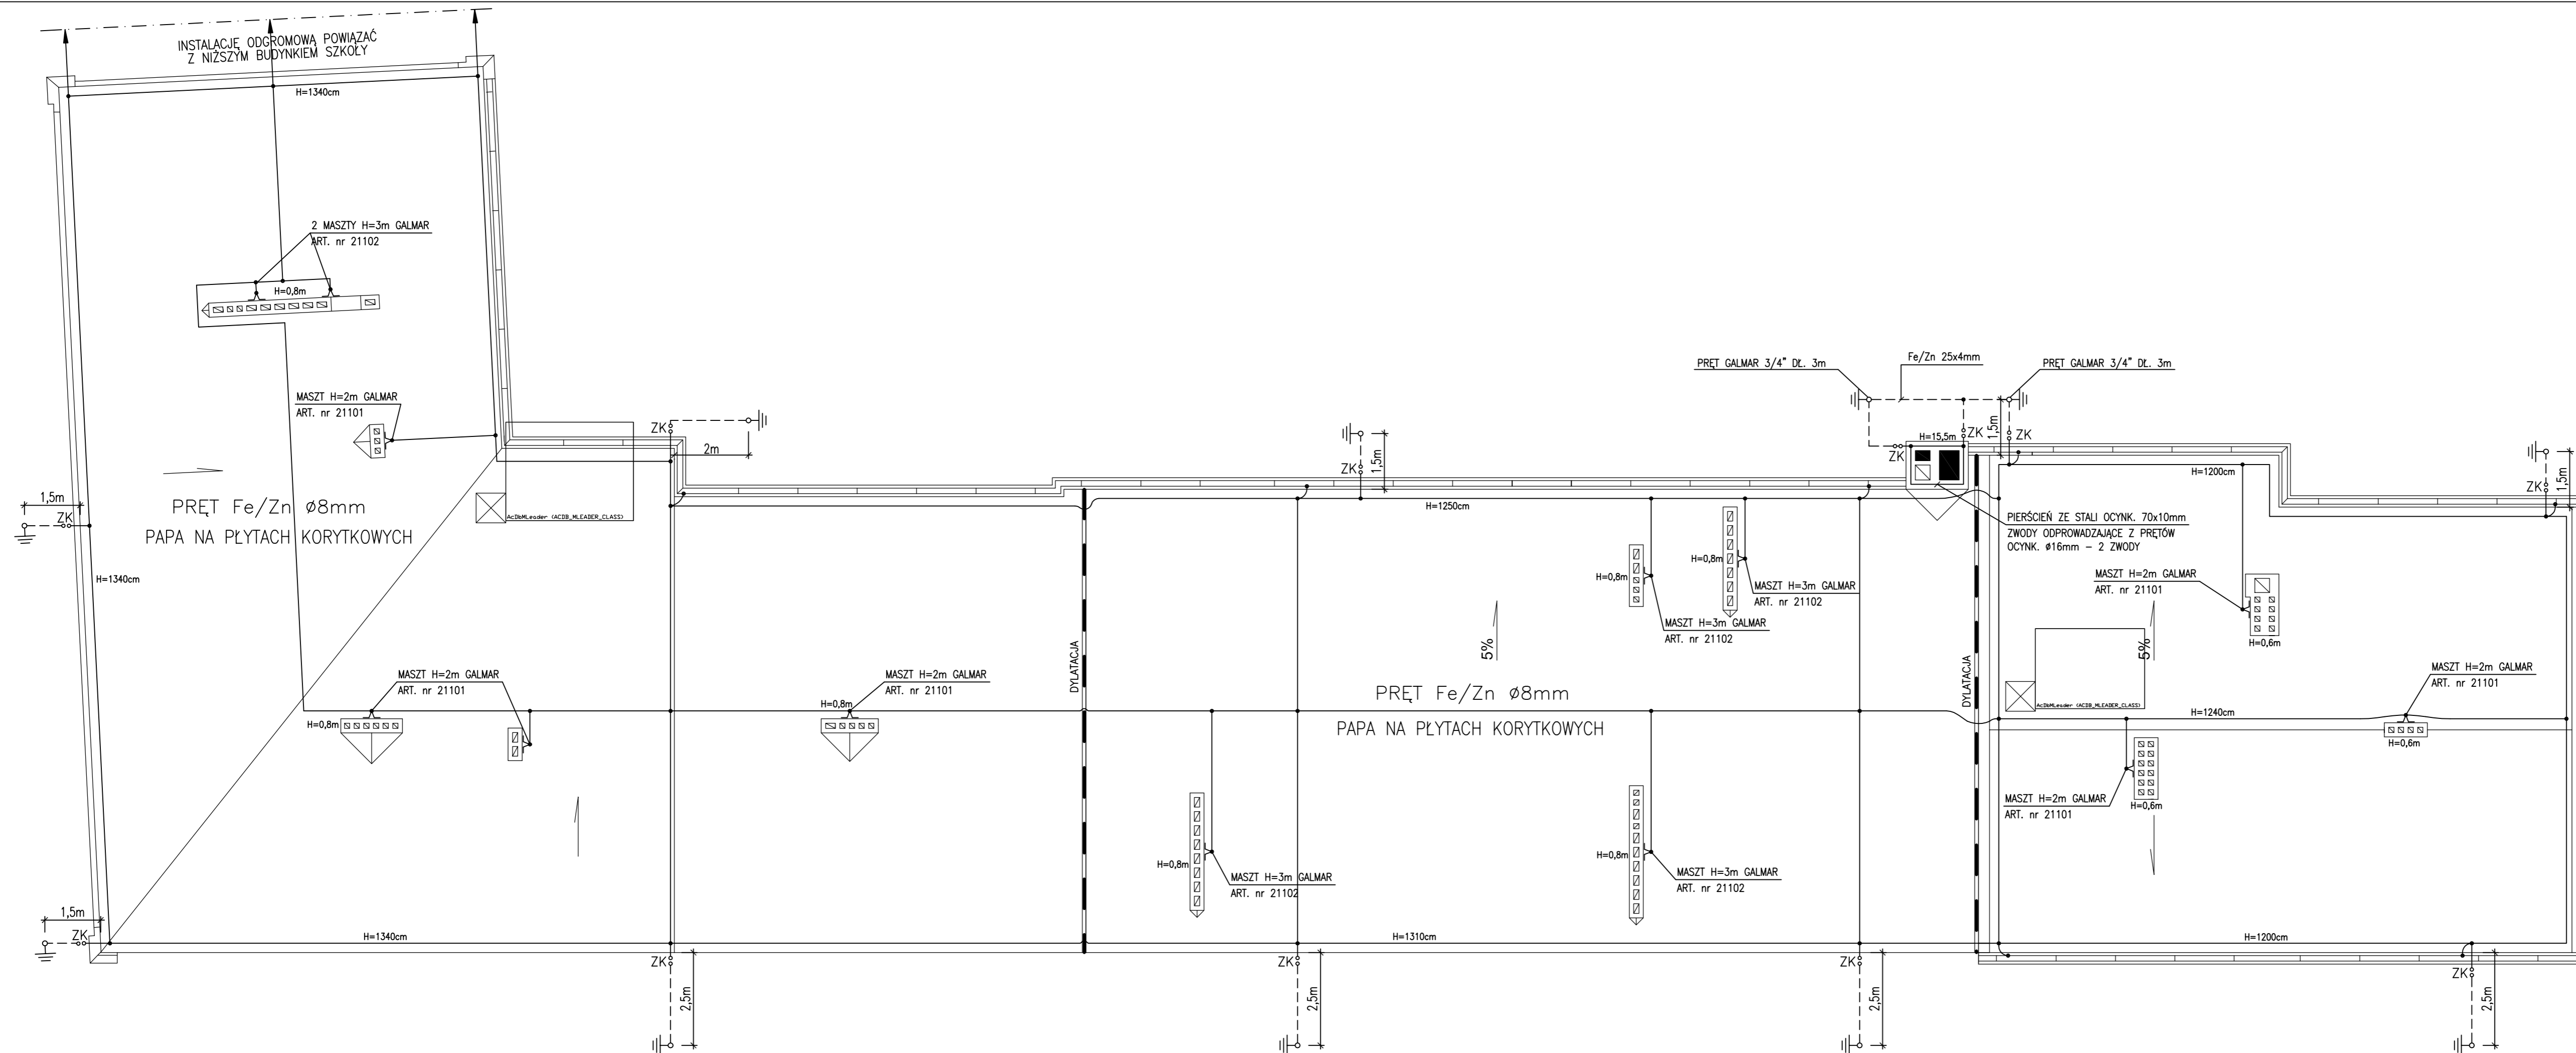 INSTALACJĘ ODGROMOWĄ POWIĄZAĆ
Z NIŻSZYM BUDYNKIEM SZKOŁY
H=1340cm
2 MASZTY H=3m GALMAR
ART. nr 21102
H=0,8m
MASZT H=2m GALMAR
ART. nr 21101
1,5m
ZK
PRĘT Fe/Zn ø8mm
PAPA NA PŁYTACH KORYTKOWYCH
H=1340cm
AcDbMLeader (ACDB_MLEADER_CLASS)
ZK
2m
MASZT H=2m GALMAR
ART. nr 21101
H=0,8m
MASZT H=2m GALMAR
ART. nr 21101
H=0,8m
DYLATACJA
1,5m
ZK
H=1340cm
ZK
2,5m
ZK
1,5m
H=1250cm
PRĘT GALMAR 3/4" DŁ. 3m
Fe/Zn 25x4mm
PRĘT GALMAR 3/4" DŁ. 3m
H=15,5m
ZK
ZK
1,5m
ZK
H=0,8m
H=0,8m
MASZT H=3m GALMAR
ART. nr 21102
MASZT H=3m GALMAR
ART. nr 21102
5%
PRĘT Fe/Zn ø8mm
PAPA NA PŁYTACH KORYTKOWYCH
H=0,8m
MASZT H=3m GALMAR
ART. nr 21102
H=0,8m
MASZT H=3m GALMAR
ART. nr 21102
H=1310cm
ZK
2,5m
ZK
2,5m
DYLATACJA
H=1200cm
ZK
1,5m
PIERŚCIEŃ ZE STALI OCYNK. 70x10mm
ZWODY ODPROWADZAJĄCE Z PRĘTÓW
OCYNK. ø16mm – 2 ZWODY
MASZT H=2m GALMAR
ART. nr 21101
H=0,6m
5%
AcDbMLeader (ACDB_MLEADER_CLASS)
MASZT H=2m GALMAR
ART. nr 21101
H=1240cm
H=0,6m
MASZT H=2m GALMAR
ART. nr 21101
H=0,6m
H=1200cm
ZK
2,5m